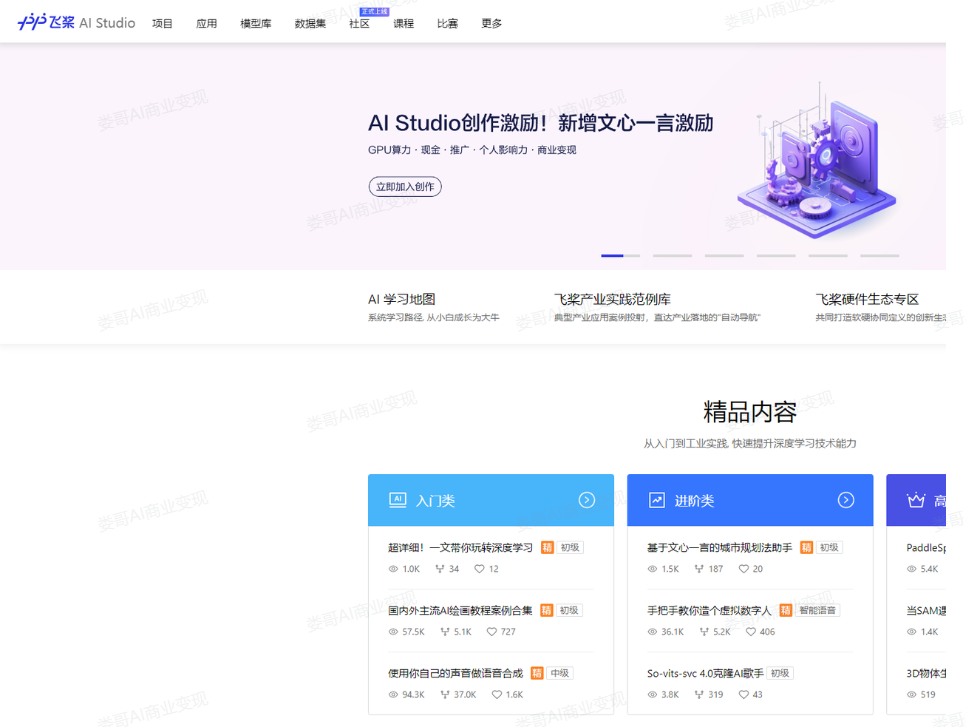 飞桨 AI Studio 项目 应用 模型库 数据集 社区 正式上线 课程 比赛 更多
AI Studio创作激励！新增文心一言激励
GPU算力 · 现金 · 推广 · 个人影响力 · 商业变现
立即加入创作
AI 学习地图
系统学习路径, 从小白成长为大牛
飞桨产业实践范例库
典型产业应用案例投射，直达产业落地的"自动导航"
飞桨硬件生态专区
共同打造软硬协同定义的创新生态
精品内容
从入门到工业实践, 快速提升深度学习技术能力
AI 入门类
超详细！一文带你玩转深度学习 精 初级
1.0K 34 12
国内外主流AI绘画教程案例合集 精 初级
57.5K 5.1K 727
使用你自己的声音做语音合成 精 中级
94.3K 37.0K 1.6K
进阶类
基于文心一言的城市规划法助手 精 初级
1.5K 187 20
手把手教你造个虚拟数字人 精 智能语音
36.1K 5.2K 406
So-vits-svc 4.0克隆AI歌手 初级
3.8K 319 43
高
PaddleSp
5.4K
当SAM遇
1.4K
3D物体生
519
娄哥AI商业变现